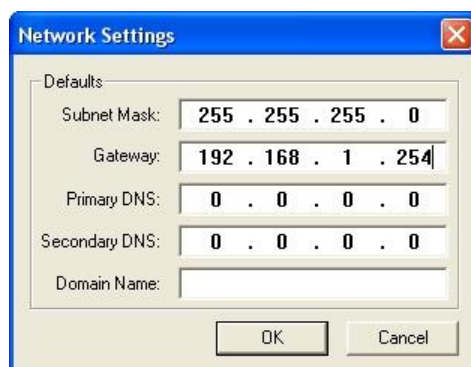 Network Settings
Defaults
Subnet Mask: 255 . 255 . 255 . 0
Gateway: 192 . 168 . 1 . 254
Primary DNS: 0 . 0 . 0 . 0
Secondary DNS: 0 . 0 . 0 . 0
Domain Name:
OK Cancel